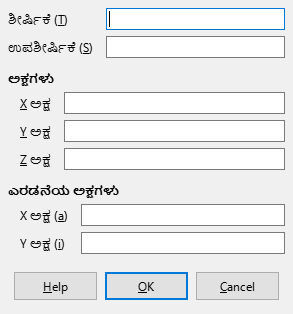 ಶೀರ್ಷಿಕೆ (T)
ಉಪಶೀರ್ಷಿಕೆ (S)
ಅಕ್ಷಗಳು
X ಅಕ್ಷ
Y ಅಕ್ಷ
Z ಅಕ್ಷ
ಎರಡನೆಯ ಅಕ್ಷಗಳು
X ಅಕ್ಷ (a)
Y ಅಕ್ಷ (i)
Help OK Cancel